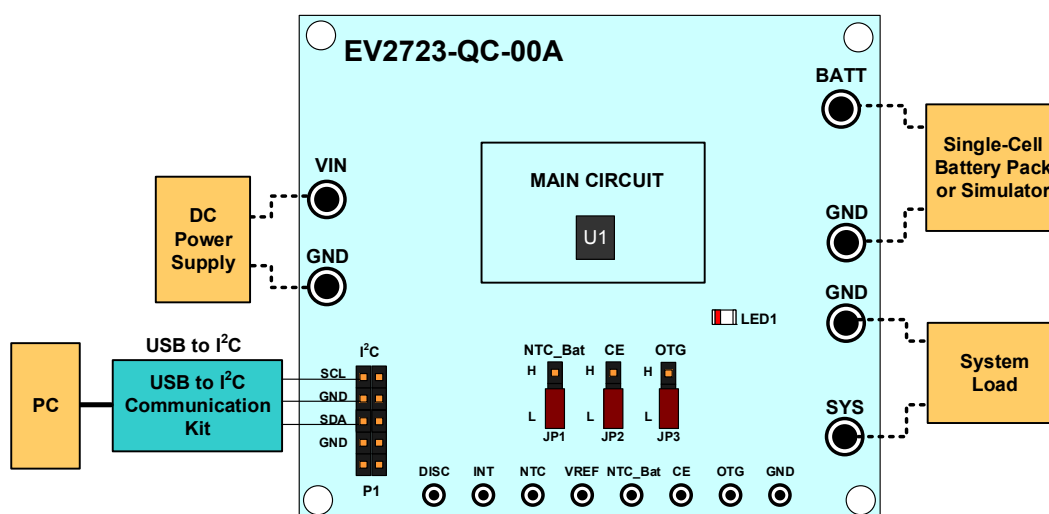 EV2723-QC-00A
BATT
Single-Cell
Battery Pack
or Simulator
VIN
MAIN CIRCUIT
DC
Power
Supply
U1
GND
GND
GND
LED1
USB to I²C
I²C
NTC_Bat CE OTG
System
Load
PC
USB to I²C
Communication
Kit
SCL
GND
SDA
GND
H H H
L L L
JP1 JP2 JP3
SYS
P1
DISC INT NTC VREF NTC_Bat CE OTG GND